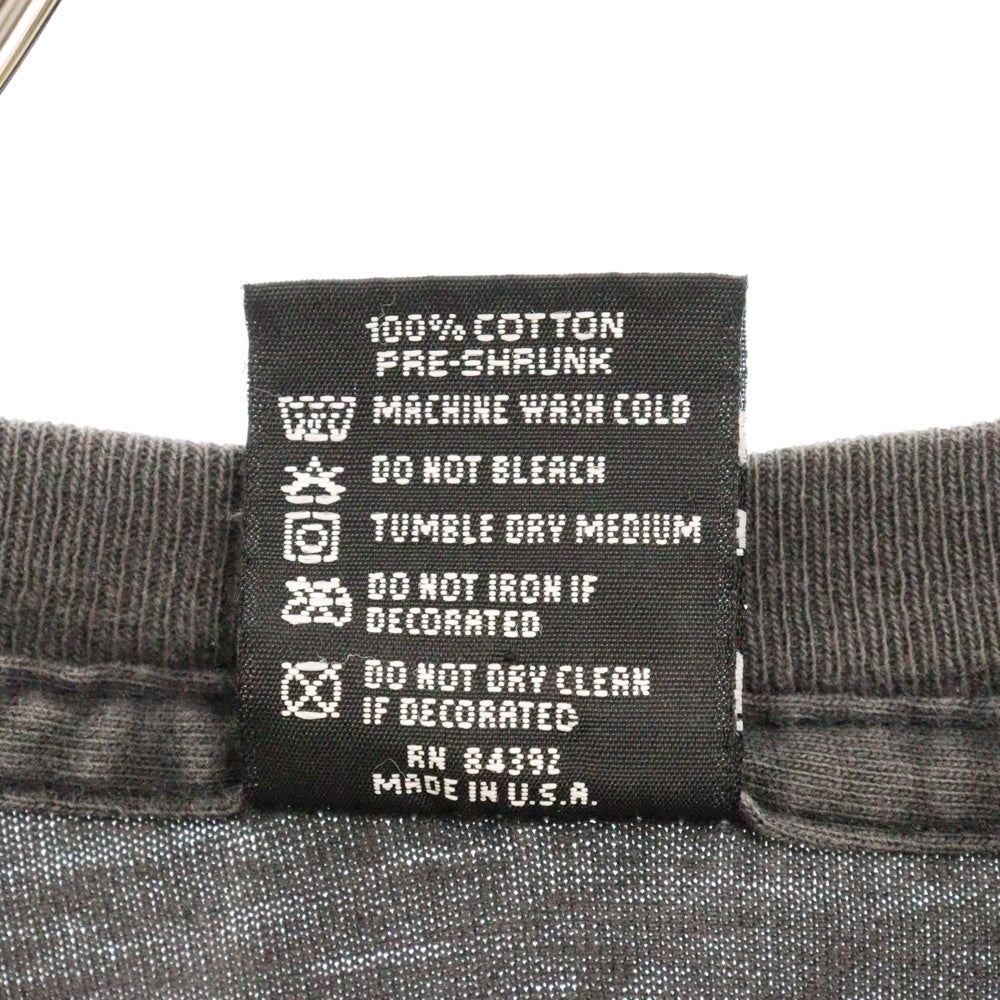 100% COTTON
PRE-SHRUNK
MACHINE WASH COLD
DO NOT BLEACH
TUMBLE DRY MEDIUM
DO NOT IRON IF
DECORATED
DO NOT DRY CLEAN
IF DECORATED
RN 84392
MADE IN U.S.A.